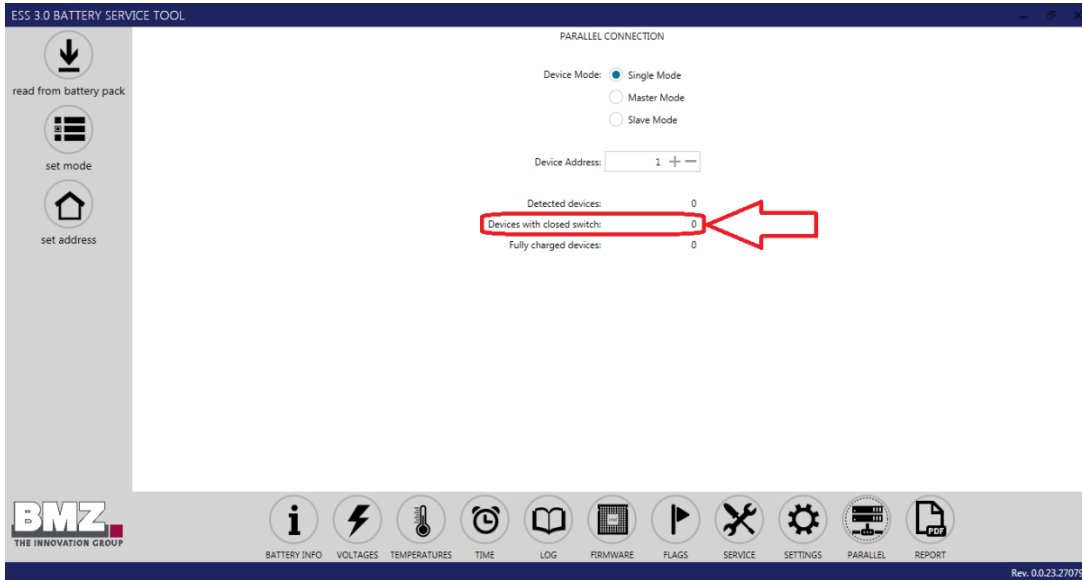 ESS 3.0 BATTERY SERVICE TOOL
PARALLEL CONNECTION
read from battery pack
set mode
set address
Device Mode: Single Mode
Master Mode
Slave Mode
Device Address: 1
Detected devices: 0
Devices with closed switch: 0
Fully charged devices: 0
BMZ
THE INNOVATION GROUP
BATTERY INFO VOLTAGES TEMPERATURES TIME LOG FIRMWARE FLAGS SERVICE SETTINGS PARALLEL PDF REPORT
Rev. 0.0.23.27079